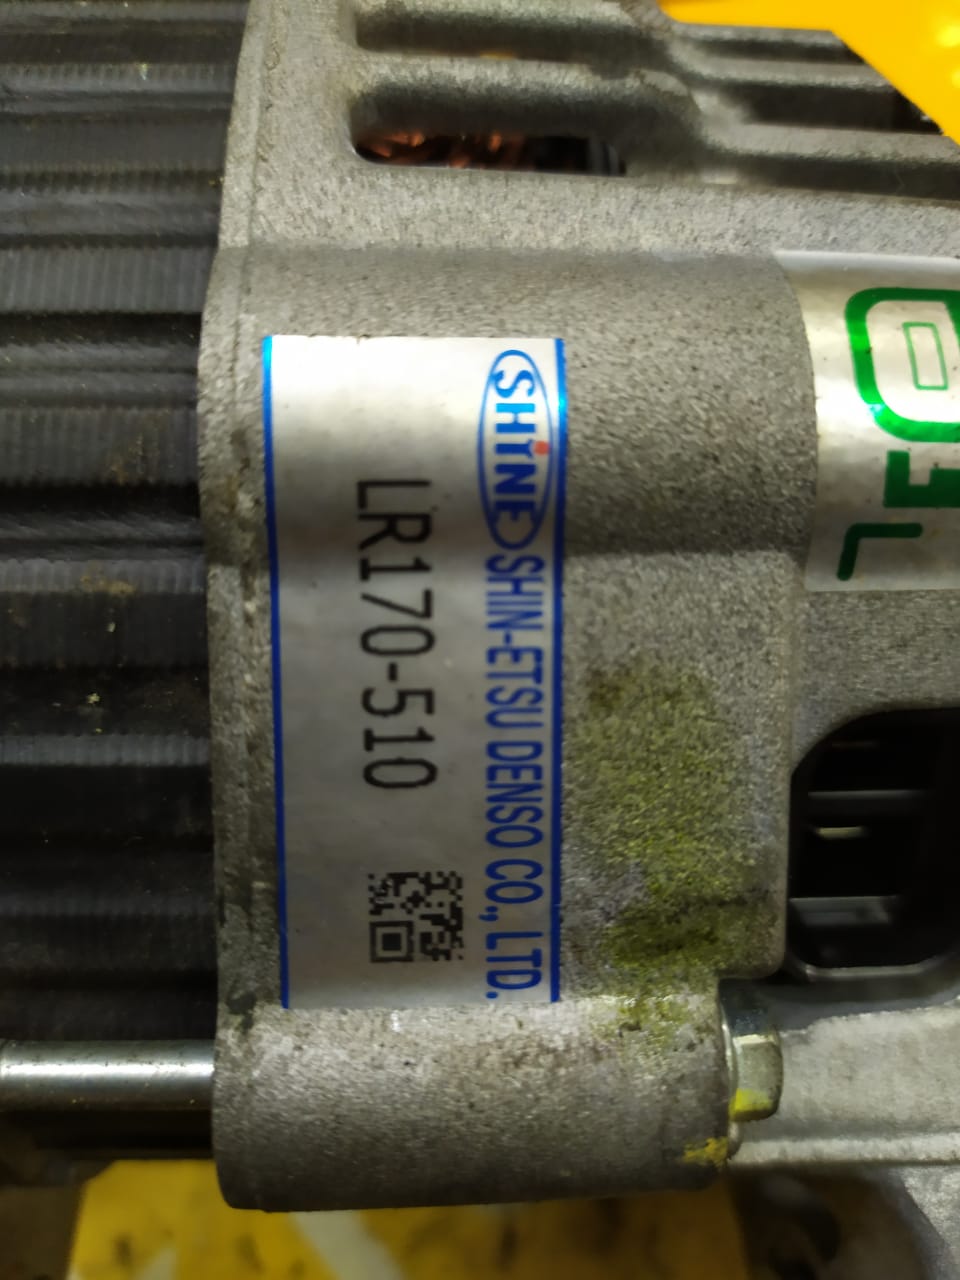 SHINE SHIN-ETSU DENSO CO., LTD.
LR170-510